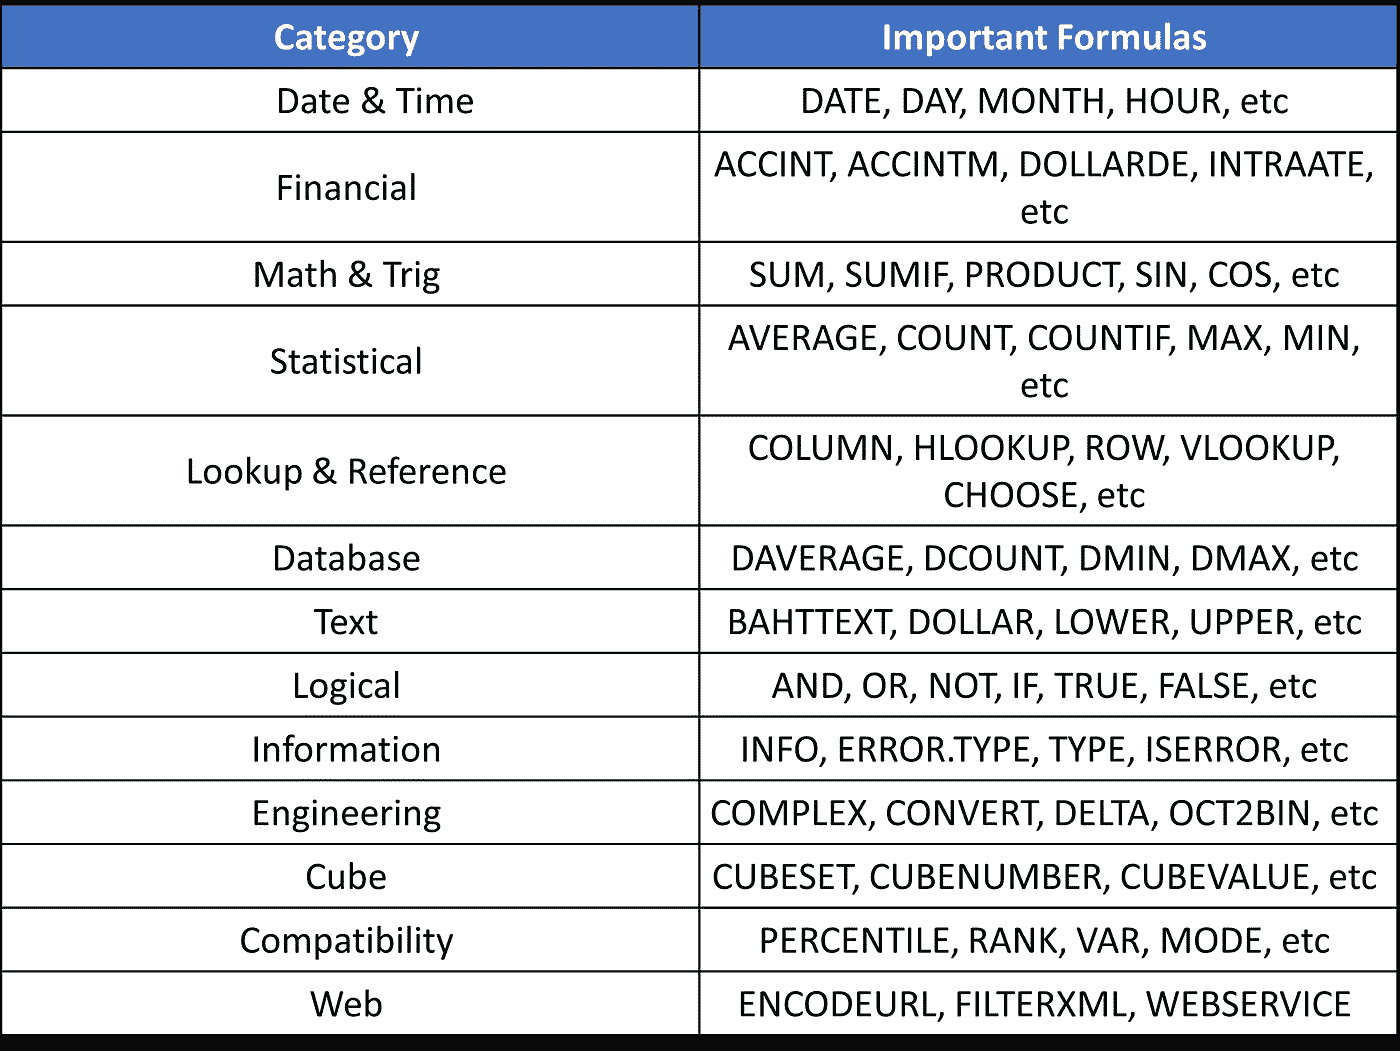 Category
Important Formulas
Date & Time
DATE, DAY, MONTH, HOUR, etc
Financial
ACCINT, ACCINTM, DOLLARDE, INTRAATE,
etc
Math & Trig
SUM, SUMIF, PRODUCT, SIN, COS, etc
Statistical
AVERAGE, COUNT, COUNTIF, MAX, MIN,
etc
Lookup & Reference
COLUMN, HLOOKUP, ROW, VLOOKUP,
CHOOSE, etc
Database
DAVERAGE, DCOUNT, DMIN, DMAX, etc
Text
BAHTTEXT, DOLLAR, LOWER, UPPER, etc
Logical
AND, OR, NOT, IF, TRUE, FALSE, etc
Information
INFO, ERROR.TYPE, TYPE, ISERROR, etc
Engineering
COMPLEX, CONVERT, DELTA, OCT2BIN, etc
Cube
CUBESET, CUBENUMBER, CUBEVALUE, etc
Compatibility
PERCENTILE, RANK, VAR, MODE, etc
Web
ENCODEURL, FILTERXML, WEBSERVICE